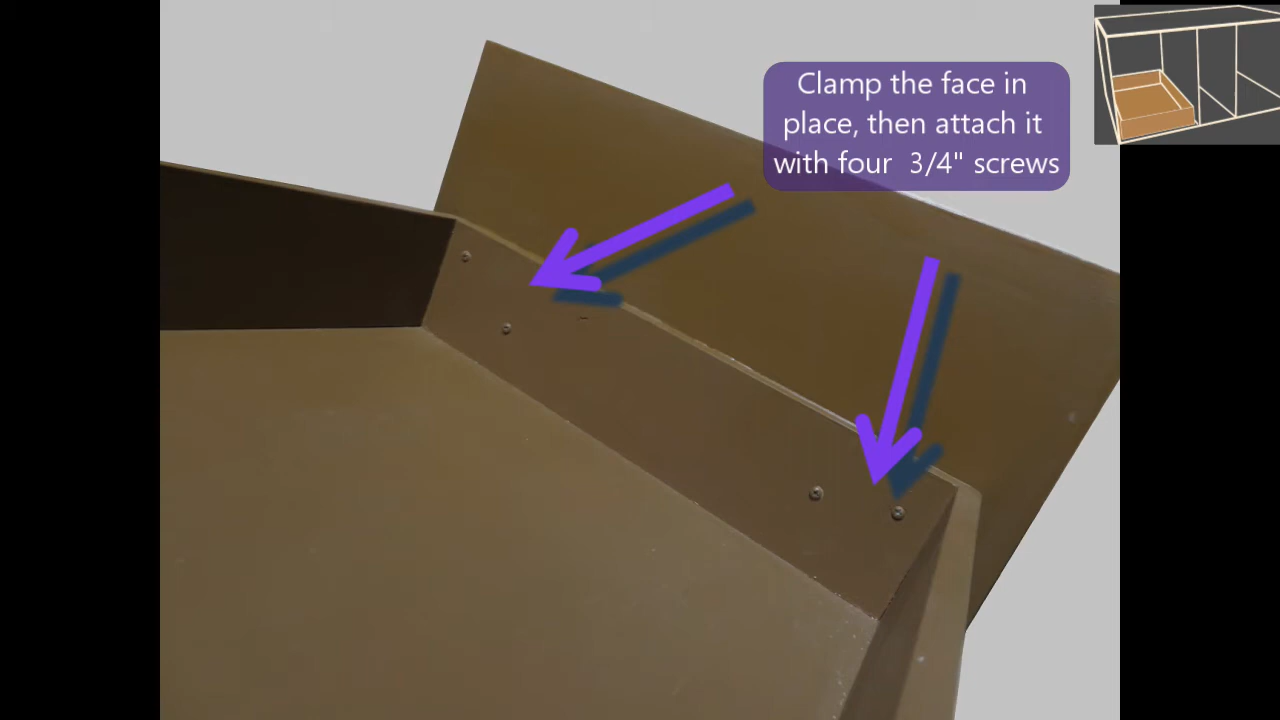 Clamp the face in
place, then attach it
with four  3/4" screws